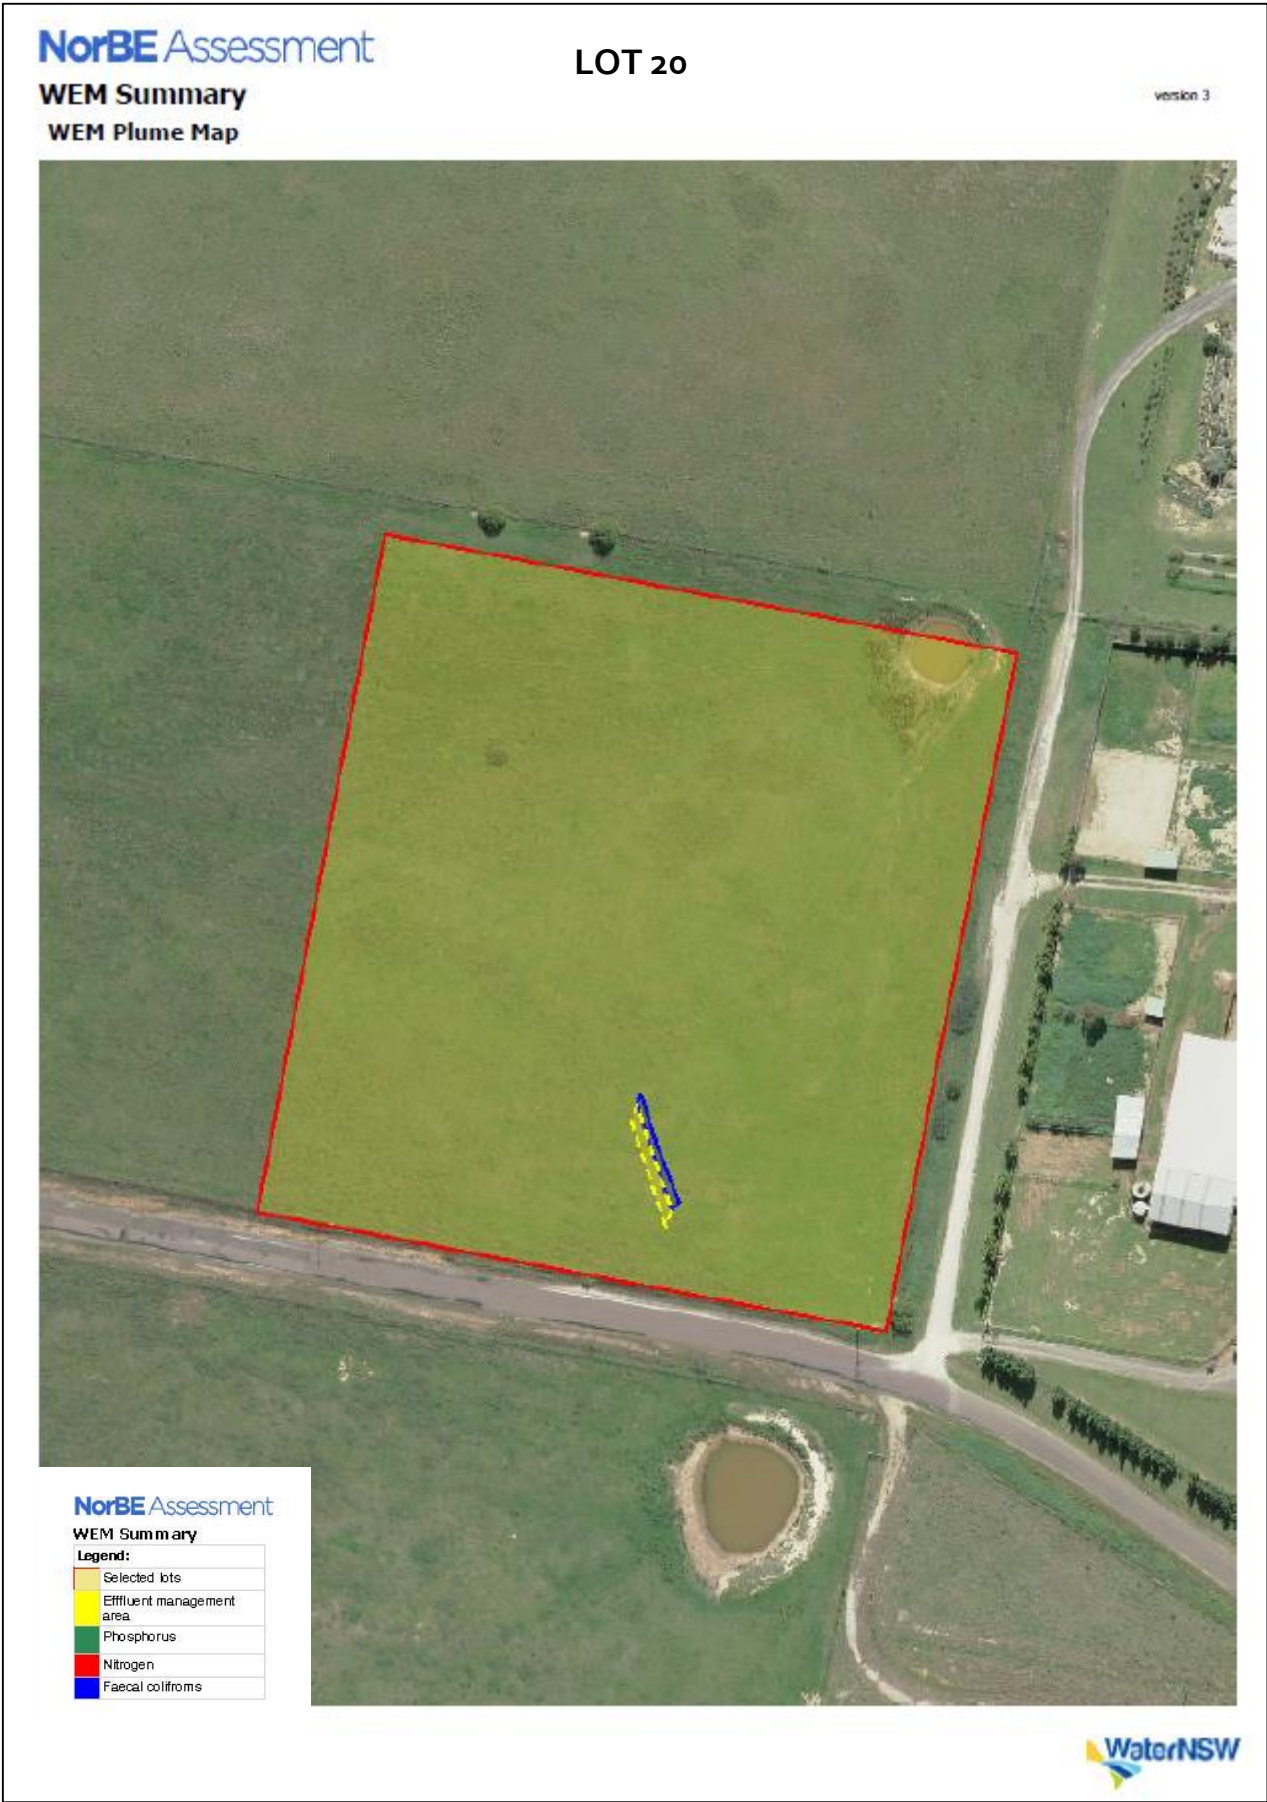 NorBE Assessment
LOT 20
WEM Summary
version 3
WEM Plume Map
NorBE Assessment
WEM Summary
Legend:
Selected lots
Efffluent management
area
Phosphorus
Nitrogen
Faecal colifroms
WaterNSW